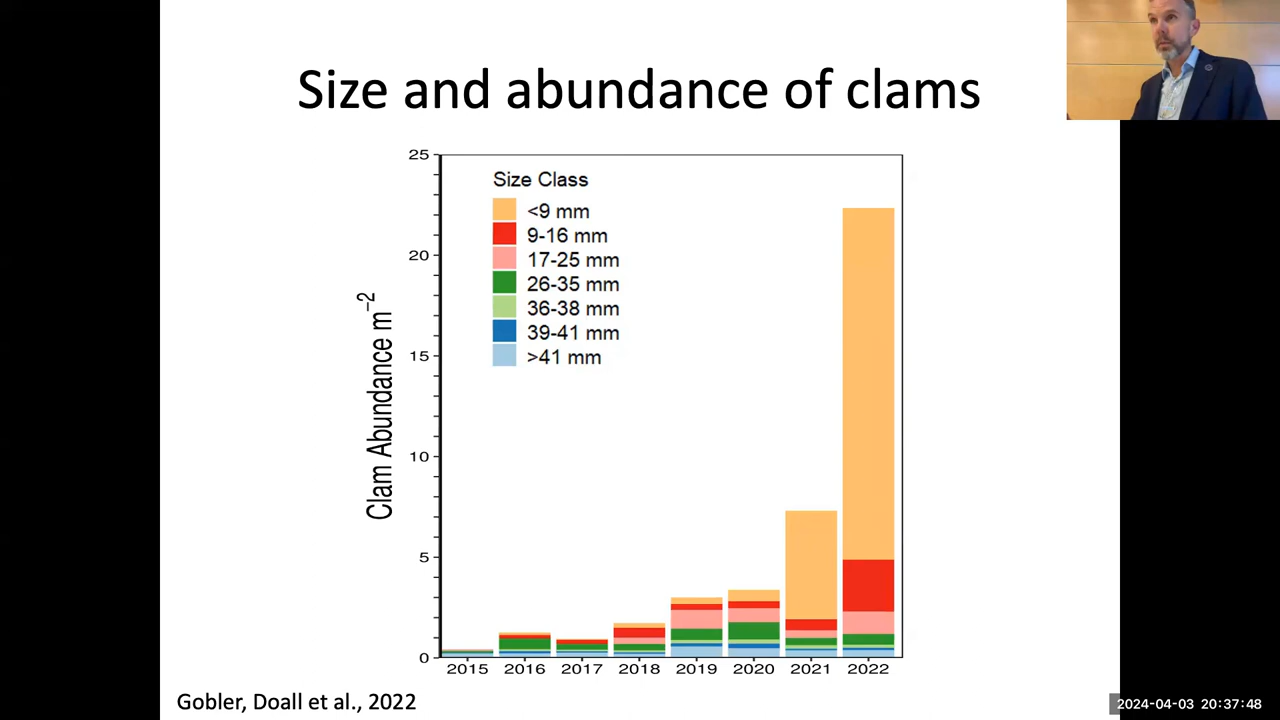 Size and abundance of clams
25
20
15
10
5
0
Clam Abundance m⁻²
Size Class
<9 mm
9-16 mm
17-25 mm
26-35 mm
36-38 mm
39-41 mm
>41 mm
2015 2016 2017 2018 2019 2020 2021 2022
Gobler, Doall et al., 2022
2024-04-03 20:37:48